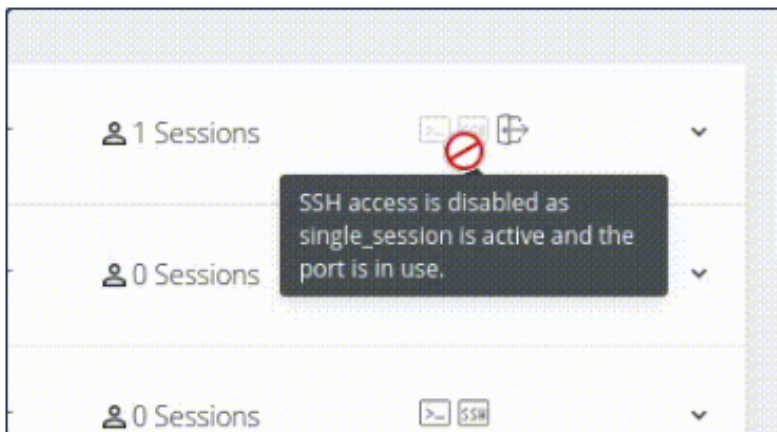 1 Sessions
SSH access is disabled as
single_session is active and the
port is in use.
0 Sessions
0 Sessions >_ SSH